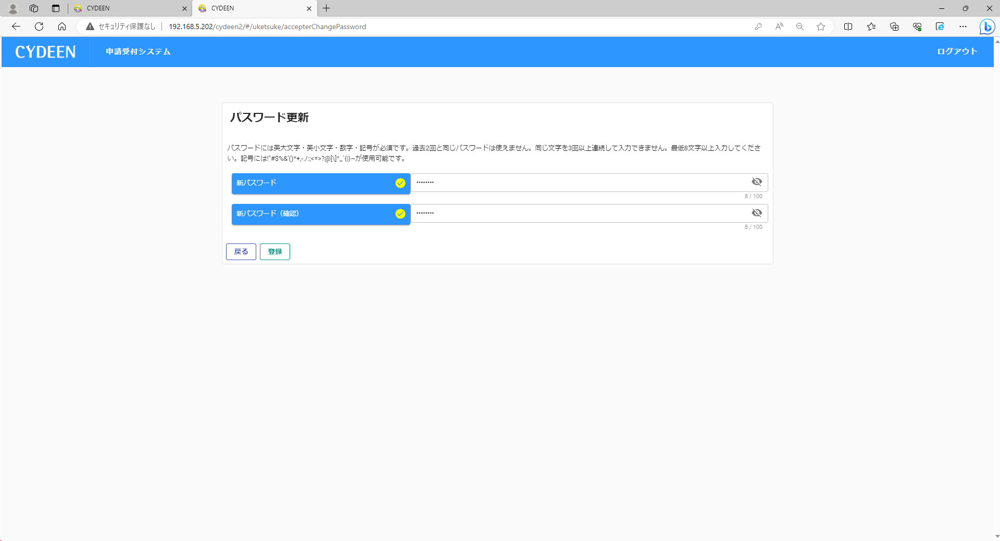 CYDEEN
CYDEEN
セキュリティ保護なし
192.168.5.202/cydeen2/#/uketsuke/accepterChangePassword
CYDEEN
申請受付システム
ログアウト
パスワード更新
パスワードには英大文字・英小文字・数字・記号が必須です。過去2回と同じパスワードは使えません。同じ文字を3回以上連続して入力できません。最低8文字以上入力してくださ
い。記号には!"#$%&'()*+,-./:;<=>?@[\]^_`{|}~が使用可能です。
新パスワード
8 / 100
新パスワード（確認）
8 / 100
戻る
登録